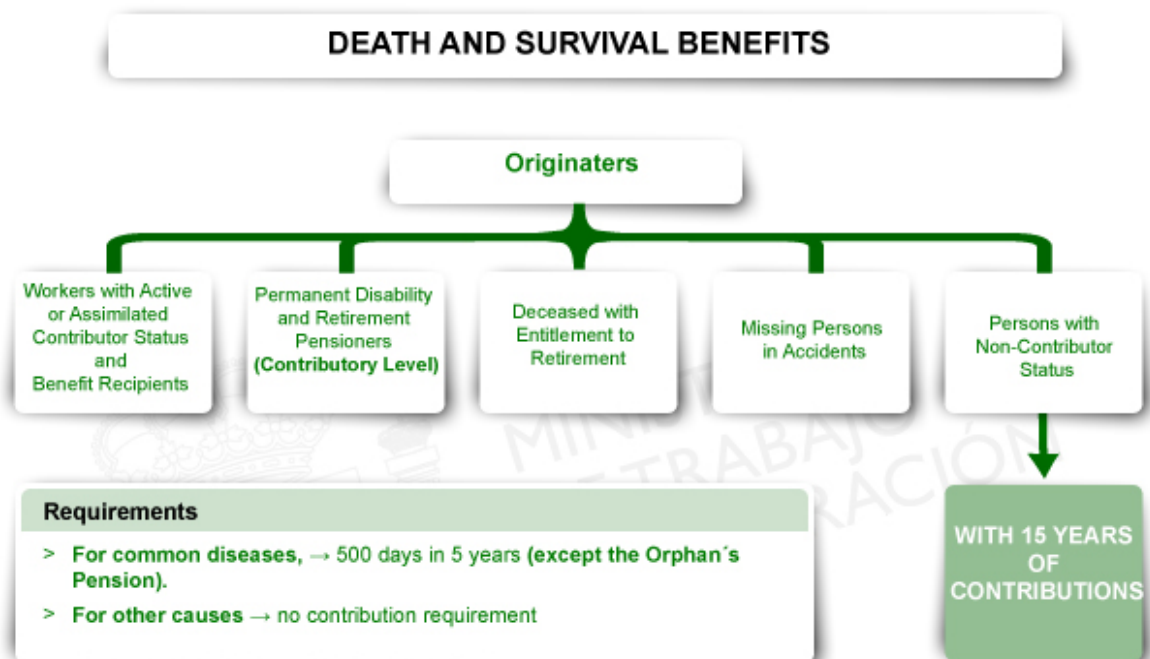 DEATH AND SURVIVAL BENEFITS
Originaters
Workers with Active
or Assimilated
Contributor Status
and
Benefit Recipients
Permanent Disability
and Retirement
Pensioners
(Contributory Level)
Deceased with
Entitlement to
Retirement
Missing Persons
in Accidents
Persons with
Non-Contributor
Status
Requirements
> For common diseases, → 500 days in 5 years (except the Orphan´s
Pension).
> For other causes → no contribution requirement
WITH 15 YEARS
OF
CONTRIBUTIONS